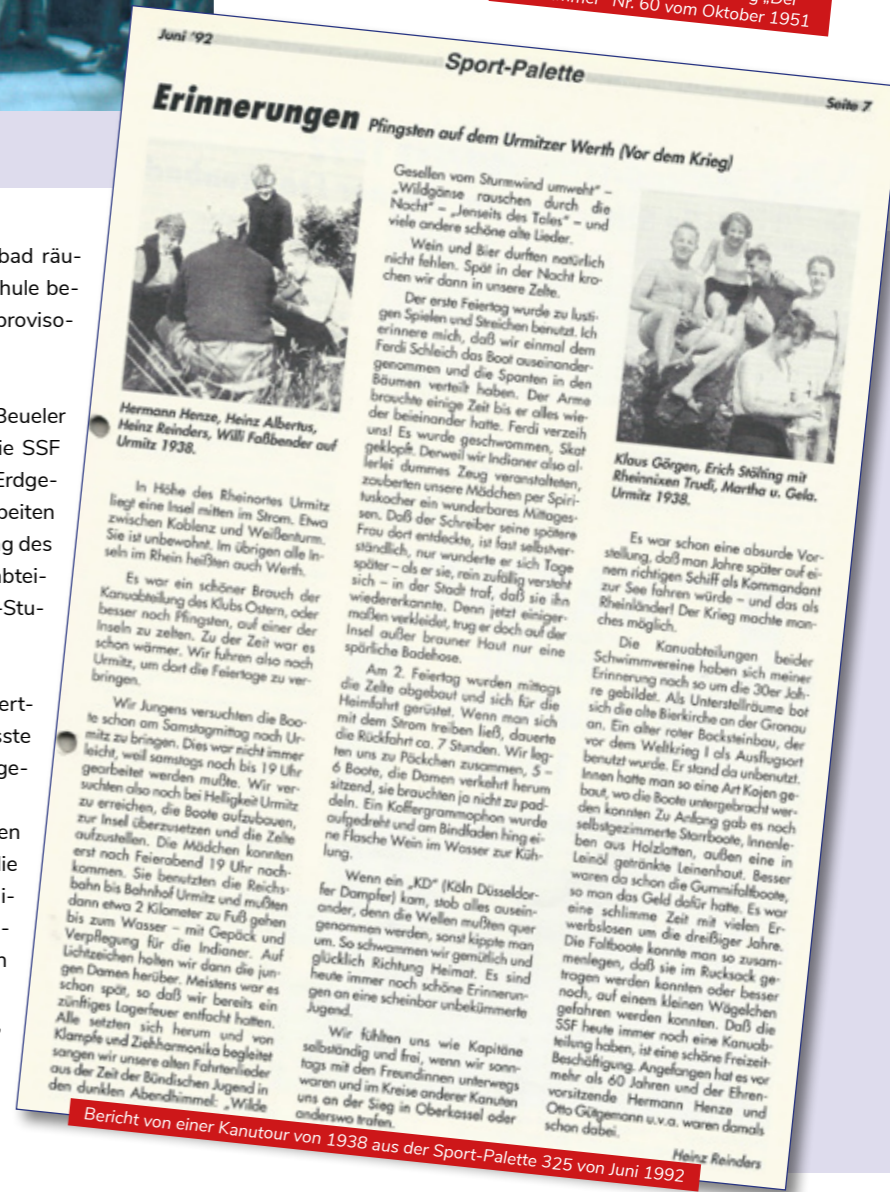 Nr. 60 vom Oktober 1951
bad räu-
hule be-
proviso-
Beueler
ie SSF
Erdge-
beiten
g des
abtei-
-Stu-
ert-
sste
ge-
en
die
i-
-
n
Juni '92
Sport-Palette
Seite 7
Erinnerungen Pfingsten auf dem Urmitzer Werth (Vor dem Krieg)
Hermann Henze, Heinz Albertus,
Heinz Reinders, Willi Faßbender auf
Urmitz 1938.
In Höhe des Rheinortes Urmitz
liegt eine Insel mitten im Strom. Etwa
zwischen Koblenz und Weißenturm.
Sie ist unbewohnt. Im übrigen alle In-
seln im Rhein heißten auch Werth.
Es war ein schöner Brauch der
Kanuabteilung des Klubs Ostern, oder
besser noch Pfingsten, auf einer der
Inseln zu zelten. Zu der Zeit war es
schon wärmer. Wir fuhren also nach
Urmitz, um dort die Feiertage zu ver-
bringen.
Wir Jungens versuchten die Boo-
te schon am Samstagmittag nach Ur-
mitz zu bringen. Dies war nicht immer
leicht, weil samstags noch bis 19 Uhr
gearbeitet werden mußte. Wir ver-
suchten also noch bei Helligkeit Urmitz
zu erreichen, die Boote aufzubauen,
zur Insel überzusetzen und die Zelte
aufzustellen. Die Mädchen konnten
erst nach Feierabend 19 Uhr nach-
kommen. Sie benutzten die Reichs-
bahn bis Bahnhof Urmitz und mußten
dann etwa 2 Kilometer zu Fuß gehen
bis zum Wasser – mit Gepäck und
Verpflegung für die Indianer. Auf
Lichtzeichen holten wir dann die jun-
gen Damen herüber. Meistens war es
schon spät, so daß wir bereits ein
zünftiges Lagerfeuer entfacht hatten.
Alle setzten sich herum und von
Klampfe und Ziehharmonika begleitet
sangen wir unsere alten Fahrtenlieder
aus der Zeit der Bündischen Jugend in
den dunklen Abendhimmel: „Wilde
Gesellen vom Sturmwind umweht“ –
„Wildgänse rauschen durch die
Nacht“ – „Jenseits des Tales“ – und
viele andere schöne alte Lieder.
Wein und Bier durften natürlich
nicht fehlen. Spät in der Nacht kro-
chen wir dann in unsere Zelte.
Der erste Feiertag wurde zu lusti-
gen Spielen und Streichen benutzt. Ich
erinnere mich, daß wir einmal dem
Ferdi Schleich das Boot auseinander-
genommen und die Spanten in den
Bäumen verteilt haben. Der Arme
brauchte einige Zeit bis er alles wie-
der beieinander hatte. Ferdi verzeih
uns! Es wurde geschwommen, Skat
geklopft. Derweil wir Indianer also al-
lerlei dummes Zeug veranstalteten,
zouberten unsere Mädchen per Spiri-
tuskocher ein wunderbares Mittages-
sen. Daß der Schreiber seine spätere
Frau dort entdeckte, ist fast selbstver-
ständlich, nur wunderte er sich Tage
später – als er sie, rein zufällig versteht
sich – in der Stadt traf, daß sie ihn
wiedererkannte. Denn jetzt einiger-
maßen verkleidet, trug er doch auf der
Insel außer brauner Haut nur eine
spärliche Badehose.
Am 2. Feiertag wurden mittags
die Zelte abgebaut und sich für die
Heimfahrt gerüstet. Wenn man sich
mit dem Strom treiben ließ, dauerte
die Rückfahrt ca. 7 Stunden. Wir leg-
ten uns zu Päckchen zusammen, 5 –
6 Boote, die Damen verkehrt herum
sitzend, sie brauchten ja nicht zu pad-
deln. Ein Koffergrammophon wurde
aufgedreht und am Bindfaden hing ei-
ne Flasche Wein im Wasser zur Küh-
lung.
Wenn ein „KD“ (Köln Düsseldor-
fer Dampfer) kam, stob alles ausein-
ander, denn die Wellen mußten quer
genommen werden, sonst kippte man
um. So schwammen wir gemütlich und
glücklich Richtung Heimat. Es sind
heute immer noch schöne Erinnerun-
gen an eine scheinbar unbekümmerte
Jugend.
Wir fühlten uns wie Kapitäne
selbständig und frei, wenn wir sonn-
tags mit den Freundinnen unterwegs
waren und im Kreise anderer Kanuten
uns an der Sieg in Oberkassel oder
anderswo trafen.
Klaus Görgen, Erich Stölting mit
Rheinnixen Trudi, Martha u. Gela.
Urmitz 1938.
Es war schon eine absurde Vor-
stellung, daß man Jahre später auf ei-
nem richtigen Schiff als Kommandant
zur See fahren würde – und das als
Rheinländer! Der Krieg machte man-
ches möglich.
Die Kanuabteilungen beider
Schwimmvereine haben sich meiner
Erinnerung nach so um die 30er Jah-
re gebildet. Als Unterstellräume bot
sich die alte Bierkirche an der Gronau
an. Ein alter roter Backsteinbau, der
vor dem Weltkrieg I als Ausflugsort
benutzt wurde. Er stand da unbenutzt.
Innen hatte man so eine Art Kojen ge-
baut, wo die Boote untergebracht wer-
den konnten Zu Anfang gab es noch
selbstgezimmerte Starrboote, Innenle-
ben aus Holzlatten, außen eine in
Leinöl getränkte Leinenhaut. Besser
waren da schon die Gummifaltboote,
so man das Geld dafür hatte. Es war
eine schlimme Zeit mit vielen Er-
werbslosen um die dreißiger Jahre.
Die Faltboote konnte man so zusam-
menlegen, daß sie im Rucksack ge-
tragen werden konnten oder besser
noch, auf einem kleinen Wägelchen
gefahren werden konnten. Daß die
SSF heute immer noch eine Kanuab-
teilung haben, ist eine schöne Freizeit-
Beschäftigung. Angefangen hat es vor
mehr als 60 Jahren und der Ehren-
vorsitzende Hermann Henze und
Otto Gütgemann u.v.a. waren damals
schon dabei.
Heinz Reinders
Bericht von einer Kanutour von 1938 aus der Sport-Palette 325 von Juni 1992